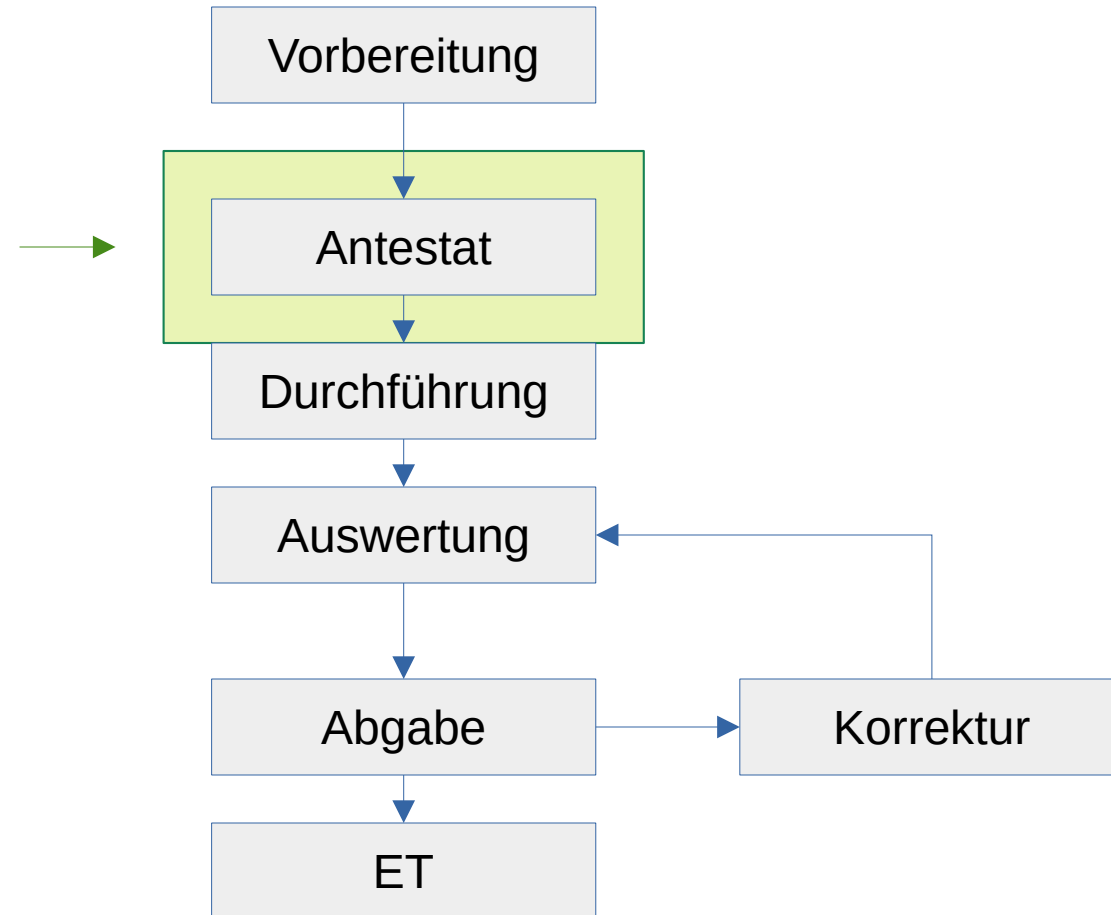 Vorbereitung
Antestat
Durchführung
Auswertung
Abgabe
Korrektur
ET